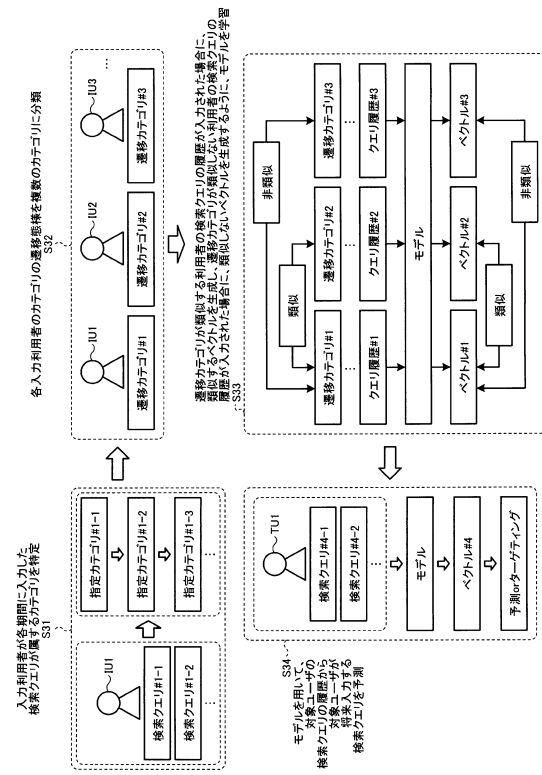 入力利用者が各期間に入力した
検索クエリが属するカテゴリを特定
S31
IU1
検索クエリ#1-1
検索クエリ#1-2
…
指定カテゴリ#1-1
指定カテゴリ#1-2
指定カテゴリ#1-3
…
各入力利用者のカテゴリの遷移態様を複数のカテゴリに分類
S32
IU1
遷移カテゴリ#1
IU2
遷移カテゴリ#2
IU3
遷移カテゴリ#3
…
遷移カテゴリが類似する利用者の検索クエリの履歴が入力された場合に、
類似するベクトルを生成し、遷移カテゴリが類似しない利用者の検索クエリの
履歴が入力された場合に、類似しないベクトルを生成するように、モデルを学習
S33
非類似
類似
遷移カテゴリ#1
遷移カテゴリ#2
遷移カテゴリ#3
…
…
…
クエリ履歴#1
クエリ履歴#2
クエリ履歴#3
モデル
ベクトル#1
ベクトル#2
ベクトル#3
類似
非類似
S34
モデルを用いて、
対象ユーザの
検索クエリの履歴から
対象ユーザが
将来入力する
検索クエリを予測
TU1
検索クエリ#4-1
検索クエリ#4-2
…
モデル
ベクトル#4
予測orターゲティング